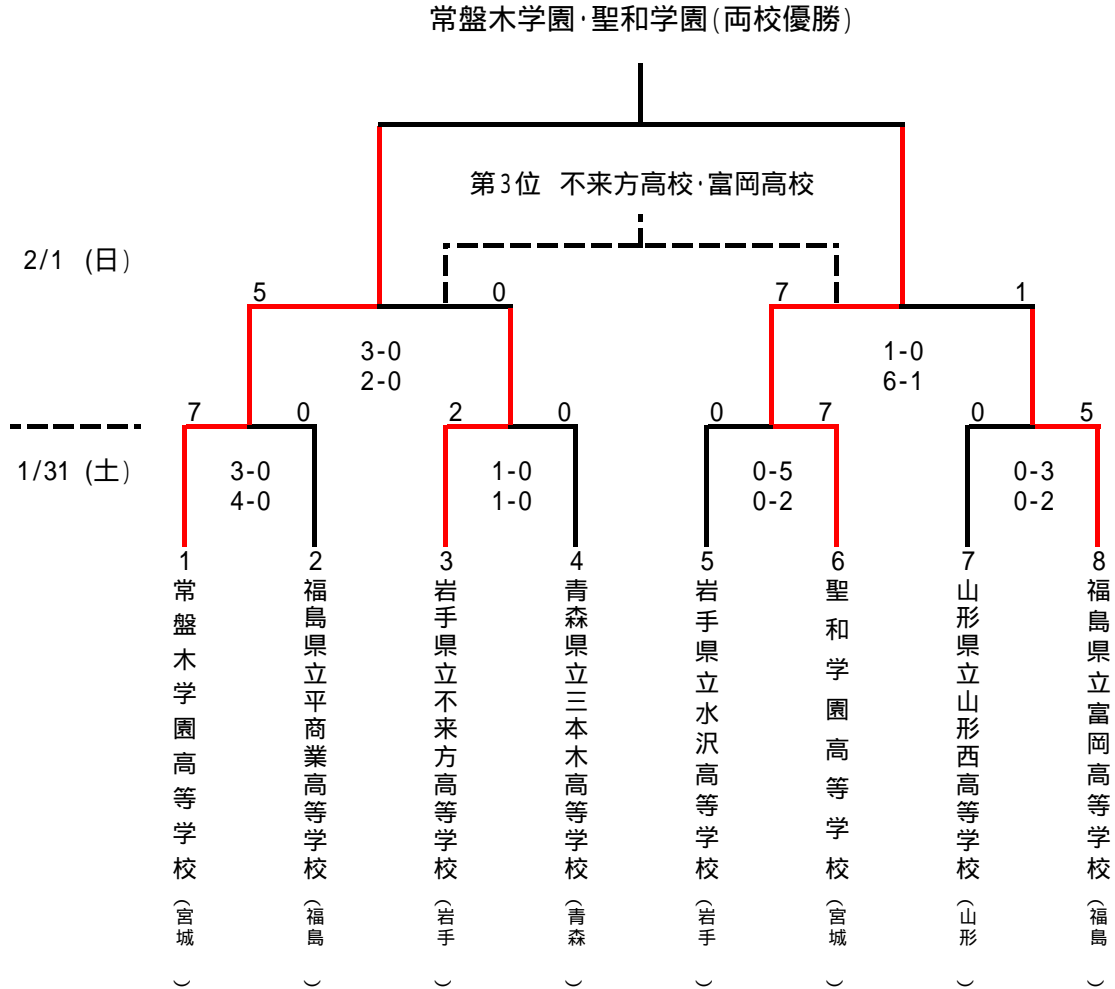 常盤木学園・聖和学園(両校優勝)
第3位 不来方高校・富岡高校
2/1 (日)
5 0 7 1
3-0 1-0
2-0 6-1
7 0 2 0 0 7 0 5
1/31 (土)
3-0 1-0 0-5 0-3
4-0 1-0 0-2 0-2
1 2 3 4 5 6 7 8
常盤木学園高等学校(宮城)
福島県立平商業高等学校(福島)
岩手県立不来方高等学校(岩手)
青森県立三本木高等学校(青森)
岩手県立水沢高等学校(岩手)
聖和学園高等学校(宮城)
山形県立山形西高等学校(山形)
福島県立富岡高等学校(福島)